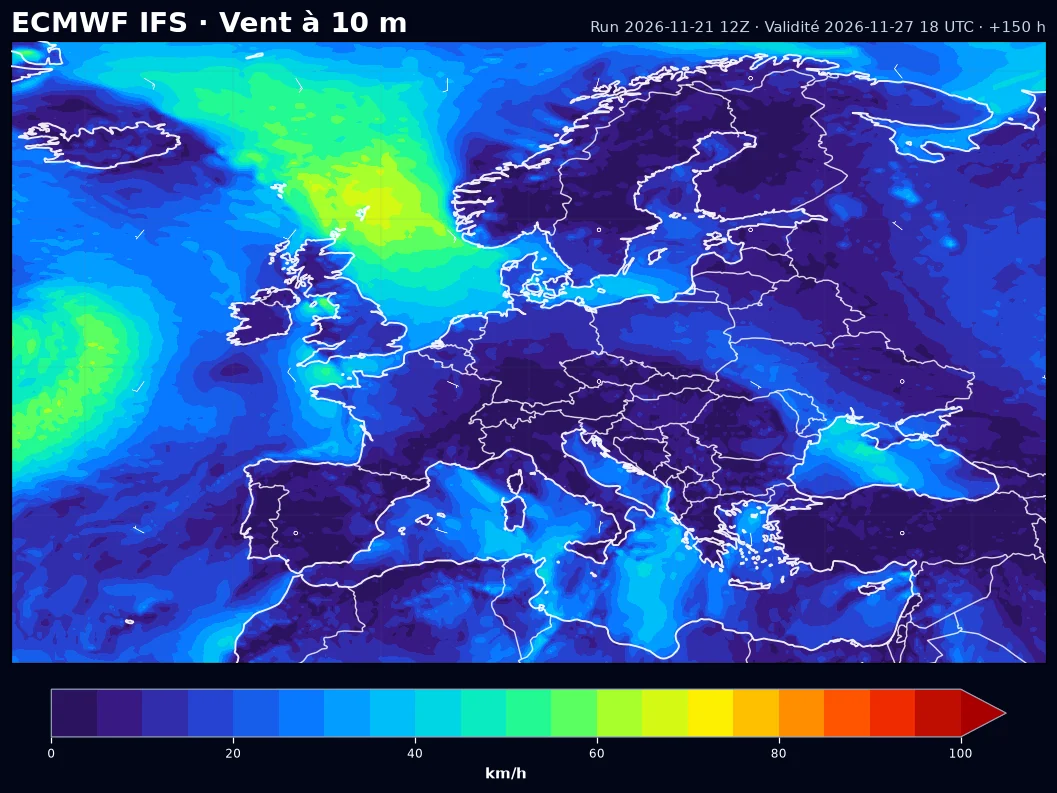 ECMWF IFS · Vent à 10 m
Run 2026-11-21 12Z · Validité 2026-11-27 18 UTC · +150 h
0 20 40 60 80 100
km/h